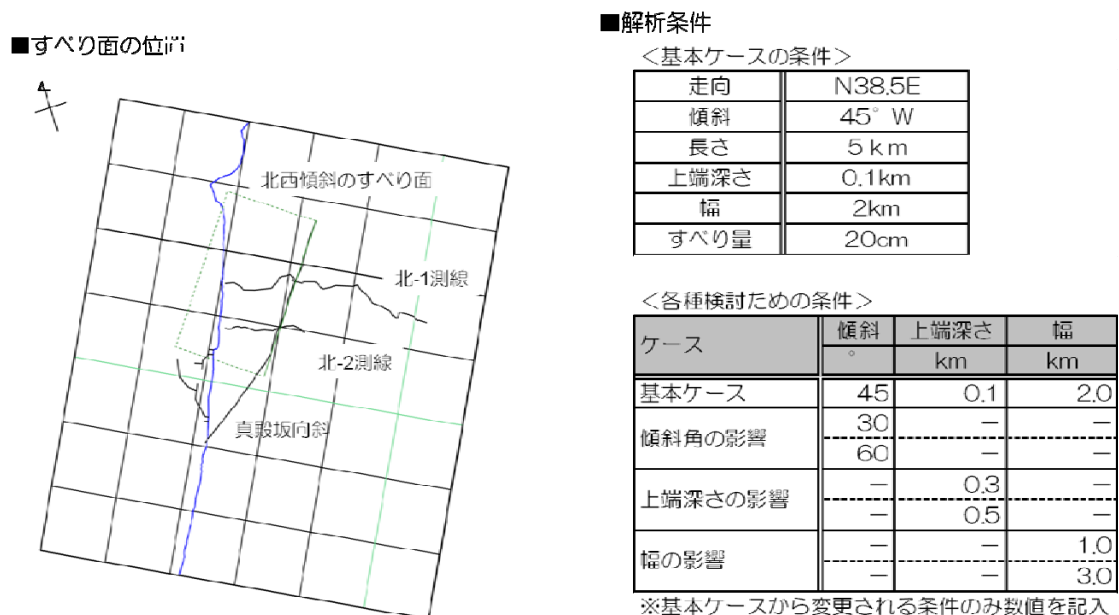 ■すべり面の位
北西傾斜のすべり面
北-1測線
北-2測線
真殿坂向斜
■解析条件
＜基本ケースの条件＞
走向 N38.5E
傾斜 45° W
長さ 5 k m
上端深さ 0.1km
幅 2km
すべり量 20cm
＜各種検討ための条件＞
ケース 傾斜 上端深さ 幅
° km km
基本ケース 45 0.1 2.0
傾斜角の影響 30 － －
60 － －
上端深さの影響 － 0.3 －
－ 0.5 －
幅の影響 － － 1.0
－ － 3.0
※基本ケースから変更される条件のみ数値を記入